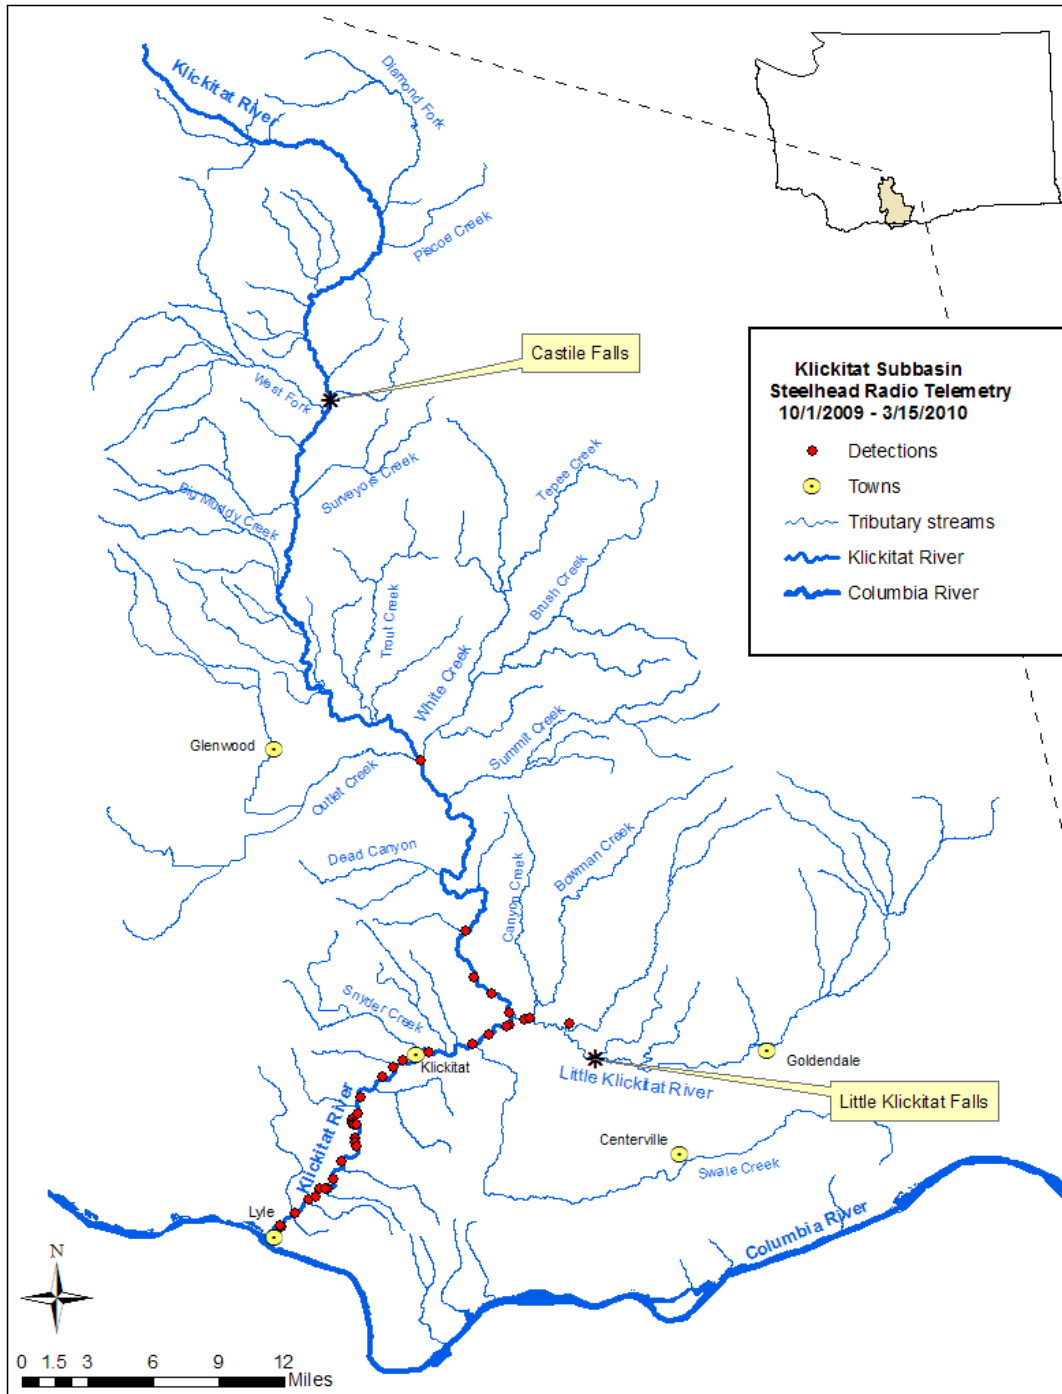 Klickitat River
Diamond Fork
Piscoe Creek
Castile Falls
West Fork
Klickitat Subbasin
Steelhead Radio Telemetry
10/1/2009 - 3/15/2010
Detections
Towns
Tributary streams
Klickitat River
Columbia River
Surveyors Creek
Big Muddy Creek
Tepee Creek
Brush Creek
Trout Creek
White Creek
Summit Creek
Glenwood
Outlet Creek
Dead Canyon
Canyon Creek
Bowman Creek
Snyder Creek
Klickitat
Goldendale
Little Klickitat River
Little Klickitat Falls
Klickitat River
Centerville
Swale Creek
Lyle
Columbia River
N
0 1.5 3 6 9 12
Miles